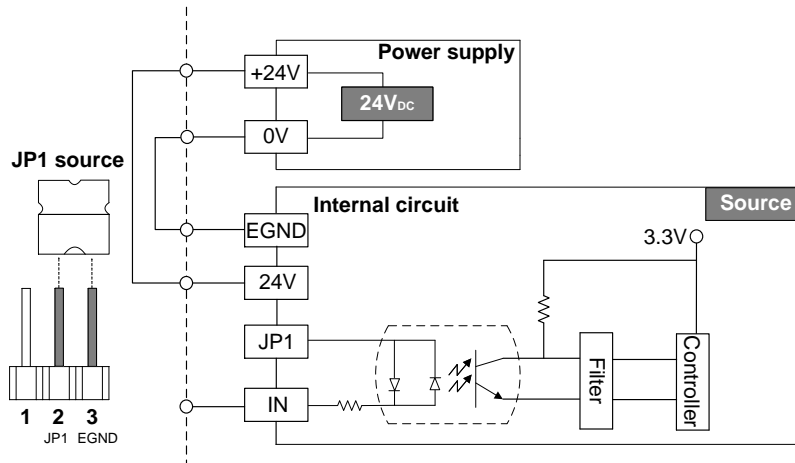 Power supply
+24V
24VDC
0V
JP1 source
Internal circuit
Source
EGND
3.3V
24V
JP1
Filter
Controller
IN
1 2 3
JP1 EGND